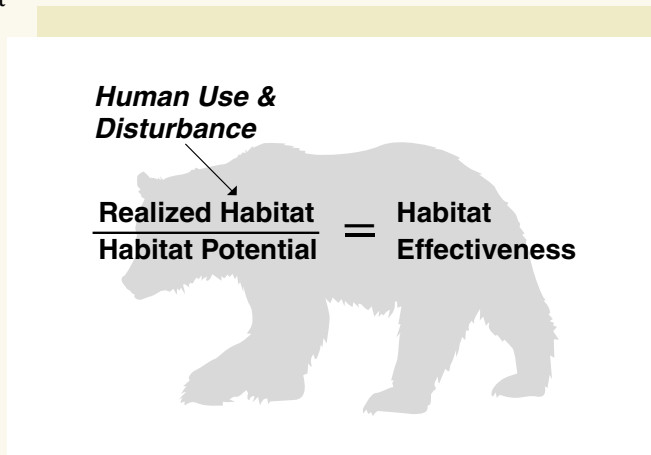 Human Use &
Disturbance
Realized Habitat
Habitat Potential
=
Habitat
Effectiveness